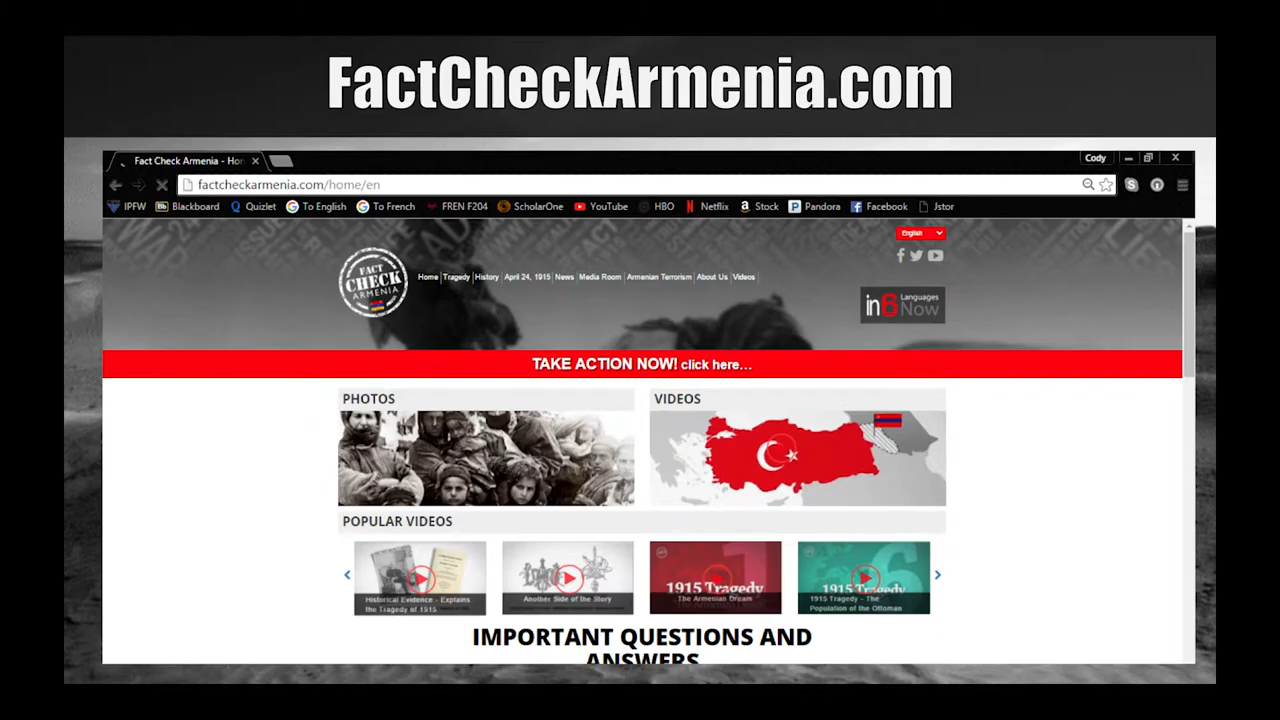 FactCheckArmenia.com
Fact Check Armenia - Hor
Cody
factcheckarmenia.com/home/en
IPFW Blackboard Quizlet To English To French FREN F204 ScholarOne YouTube HBO Netflix Stock Pandora Facebook Jstor
English
FACT
CHECK
ARMENIA
Home Tragedy History April 24, 1915 News Media Room Armenian Terrorism About Us Videos
in6 Languages Now
TAKE ACTION NOW! click here...
PHOTOS VIDEOS
POPULAR VIDEOS
Historical Evidence - Explains the Tragedy of 1915
Another Side of the Story
1915 Tragedy
The Armenian Dream
1915 Tragedy
1915 Tragedy - The Population of the Ottoman
IMPORTANT QUESTIONS AND
ANSWERS